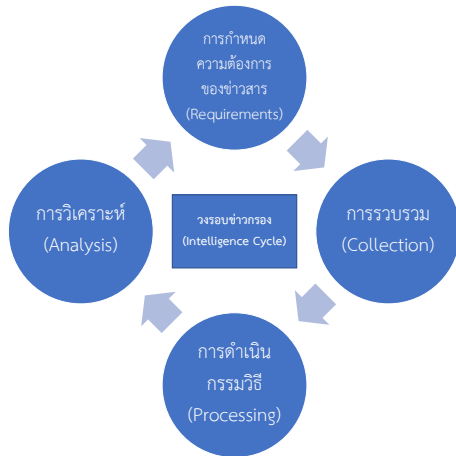 การกำหนด
ความต้องการ
ของข่าวสาร
(Requirements)
การวิเคราะห์
(Analysis)
วงรอบข่าวกรอง
(Intelligence Cycle)
การรวบรวม
(Collection)
การดำเนิน
กรรมวิธี
(Processing)